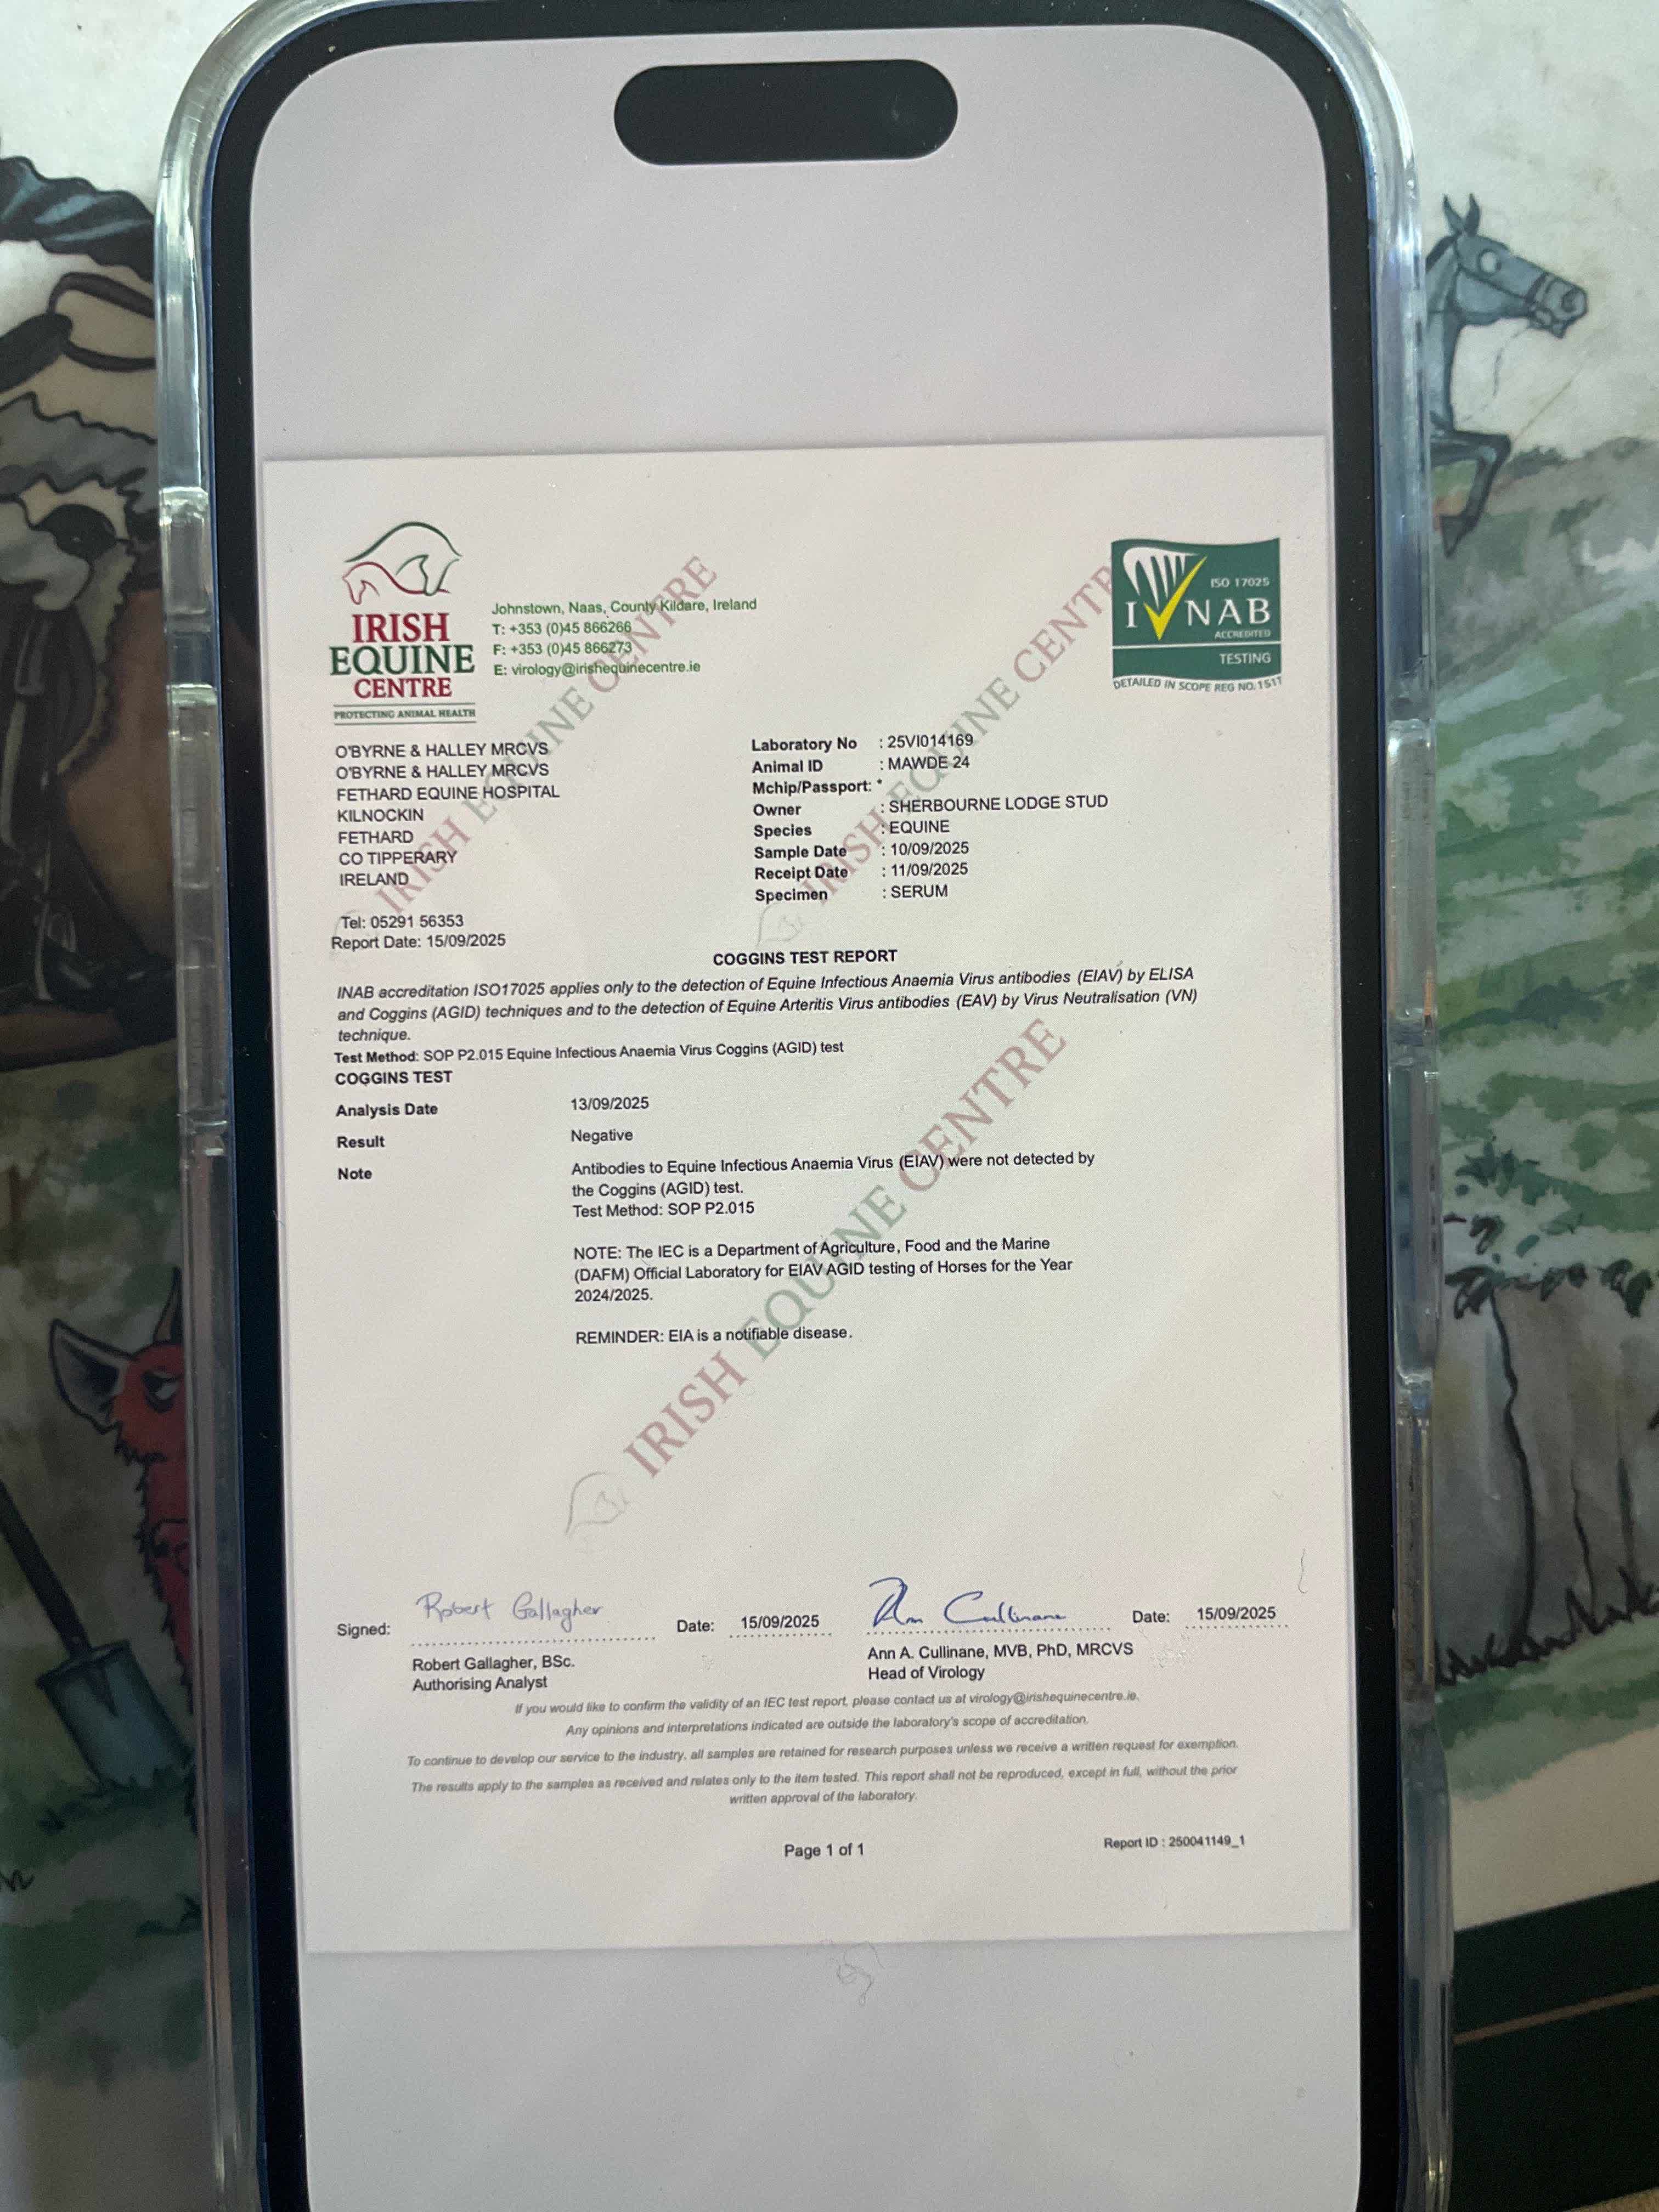 IRISH
EQUINE
CENTRE
PROTECTING ANIMAL HEALTH
Johnstown, Naas, County Kildare, Ireland
T: +353 (0)45 866266
F: +353 (0)45 866273
E: virology@irishequinecentre.ie
ISO 17025
INAB
ACCREDITED
TESTING
DETAILED IN SCOPE REG NO.151T
O'BYRNE & HALLEY MRCVS
O'BYRNE & HALLEY MRCVS
FETHARD EQUINE HOSPITAL
KILNOCKIN
FETHARD
CO TIPPERARY
IRELAND
Tel: 05291 56353
Report Date: 15/09/2025
Laboratory No : 25VI014169
Animal ID : MAWDE 24
Mchip/Passport: *
Owner : SHERBOURNE LODGE STUD
Species : EQUINE
Sample Date : 10/09/2025
Receipt Date : 11/09/2025
Specimen : SERUM
COGGINS TEST REPORT
INAB accreditation ISO17025 applies only to the detection of Equine Infectious Anaemia Virus antibodies (EIAV) by ELISA
and Coggins (AGID) techniques and to the detection of Equine Arteritis Virus antibodies (EAV) by Virus Neutralisation (VN)
technique.
Test Method: SOP P2.015 Equine Infectious Anaemia Virus Coggins (AGID) test
COGGINS TEST
Analysis Date 13/09/2025
Result Negative
Note Antibodies to Equine Infectious Anaemia Virus (EIAV) were not detected by
the Coggins (AGID) test.
Test Method: SOP P2.015
NOTE: The IEC is a Department of Agriculture, Food and the Marine
(DAFM) Official Laboratory for EIAV AGID testing of Horses for the Year
2024/2025.
REMINDER: EIA is a notifiable disease.
IRISH EQUINE CENTRE
IRISH EQUINE CENTRE
IRISH EQUINE CENTRE
Signed: Robert Gallagher Date: 15/09/2025 Ann Cullinane Date: 15/09/2025
Robert Gallagher, BSc.
Authorising Analyst
Ann A. Cullinane, MVB, PhD, MRCVS
Head of Virology
If you would like to confirm the validity of an IEC test report, please contact us at virology@irishequinecentre.ie.
Any opinions and interpretations indicated are outside the laboratory's scope of accreditation.
To continue to develop our service to the industry, all samples are retained for research purposes unless we receive a written request for exemption.
The results apply to the samples as received and relates only to the item tested. This report shall not be reproduced, except in full, without the prior
written approval of the laboratory.
Page 1 of 1
Report ID : 250041149_1